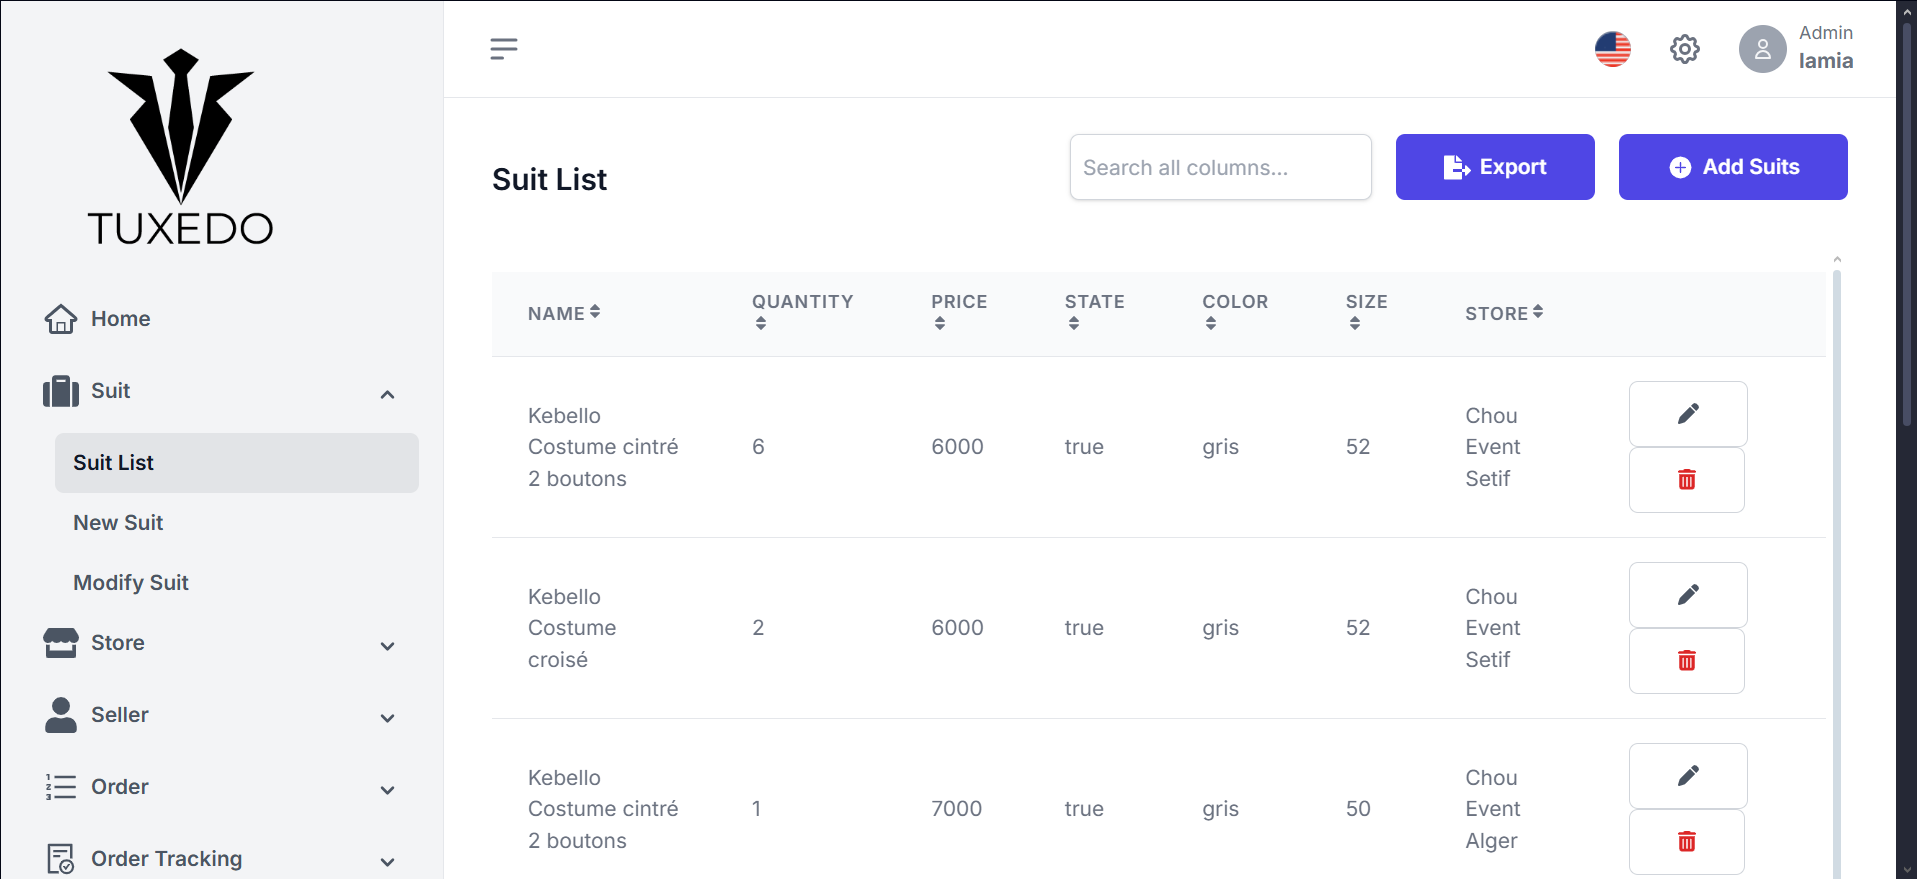 TUXEDO
Home
Suit
Suit List
New Suit
Modify Suit
Store
Seller
Order
Order Tracking
Admin
lamia
Suit List
Search all columns...
Export
Add Suits
NAME QUANTITY PRICE STATE COLOR SIZE STORE
Kebello
Costume cintré
2 boutons
6 6000 true gris 52
Chou
Event
Setif
Kebello
Costume
croisé
2 6000 true gris 52
Chou
Event
Setif
Kebello
Costume cintré
2 boutons
1 7000 true gris 50
Chou
Event
Alger